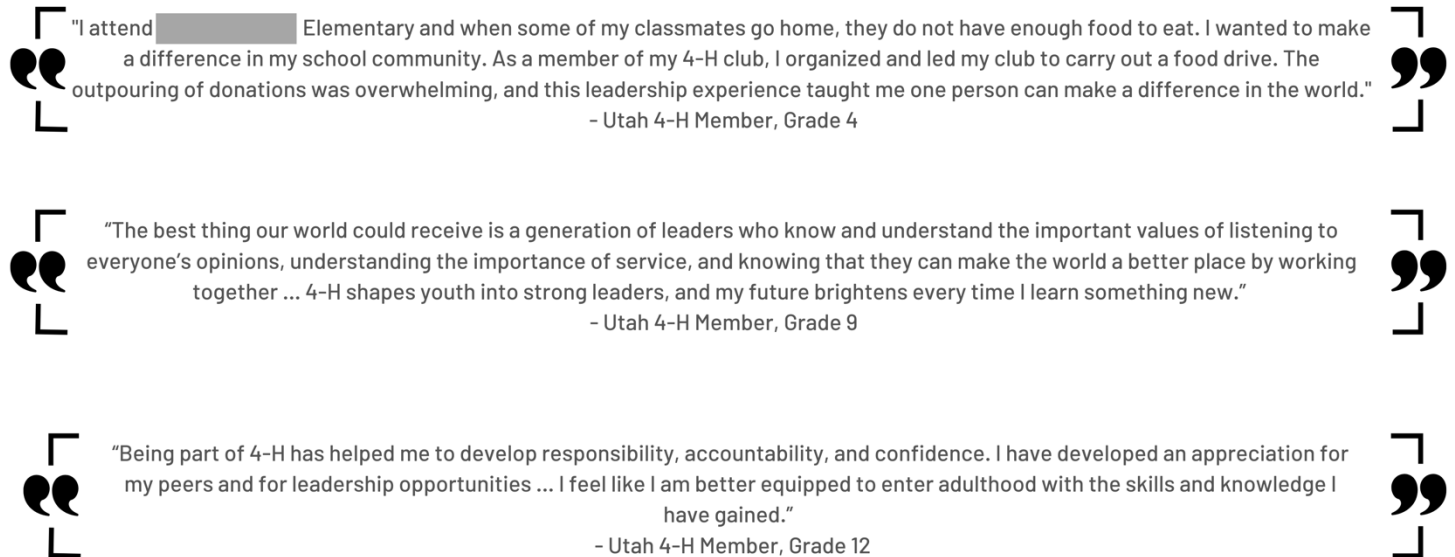 "I attend Elementary and when some of my classmates go home, they do not have enough food to eat. I wanted to make
a difference in my school community. As a member of my 4-H club, I organized and led my club to carry out a food drive. The
outpouring of donations was overwhelming, and this leadership experience taught me one person can make a difference in the world."
- Utah 4-H Member, Grade 4
“The best thing our world could receive is a generation of leaders who know and understand the important values of listening to
everyone’s opinions, understanding the importance of service, and knowing that they can make the world a better place by working
together ... 4-H shapes youth into strong leaders, and my future brightens every time I learn something new.”
- Utah 4-H Member, Grade 9
“Being part of 4-H has helped me to develop responsibility, accountability, and confidence. I have developed an appreciation for
my peers and for leadership opportunities ... I feel like I am better equipped to enter adulthood with the skills and knowledge I
have gained.”
- Utah 4-H Member, Grade 12